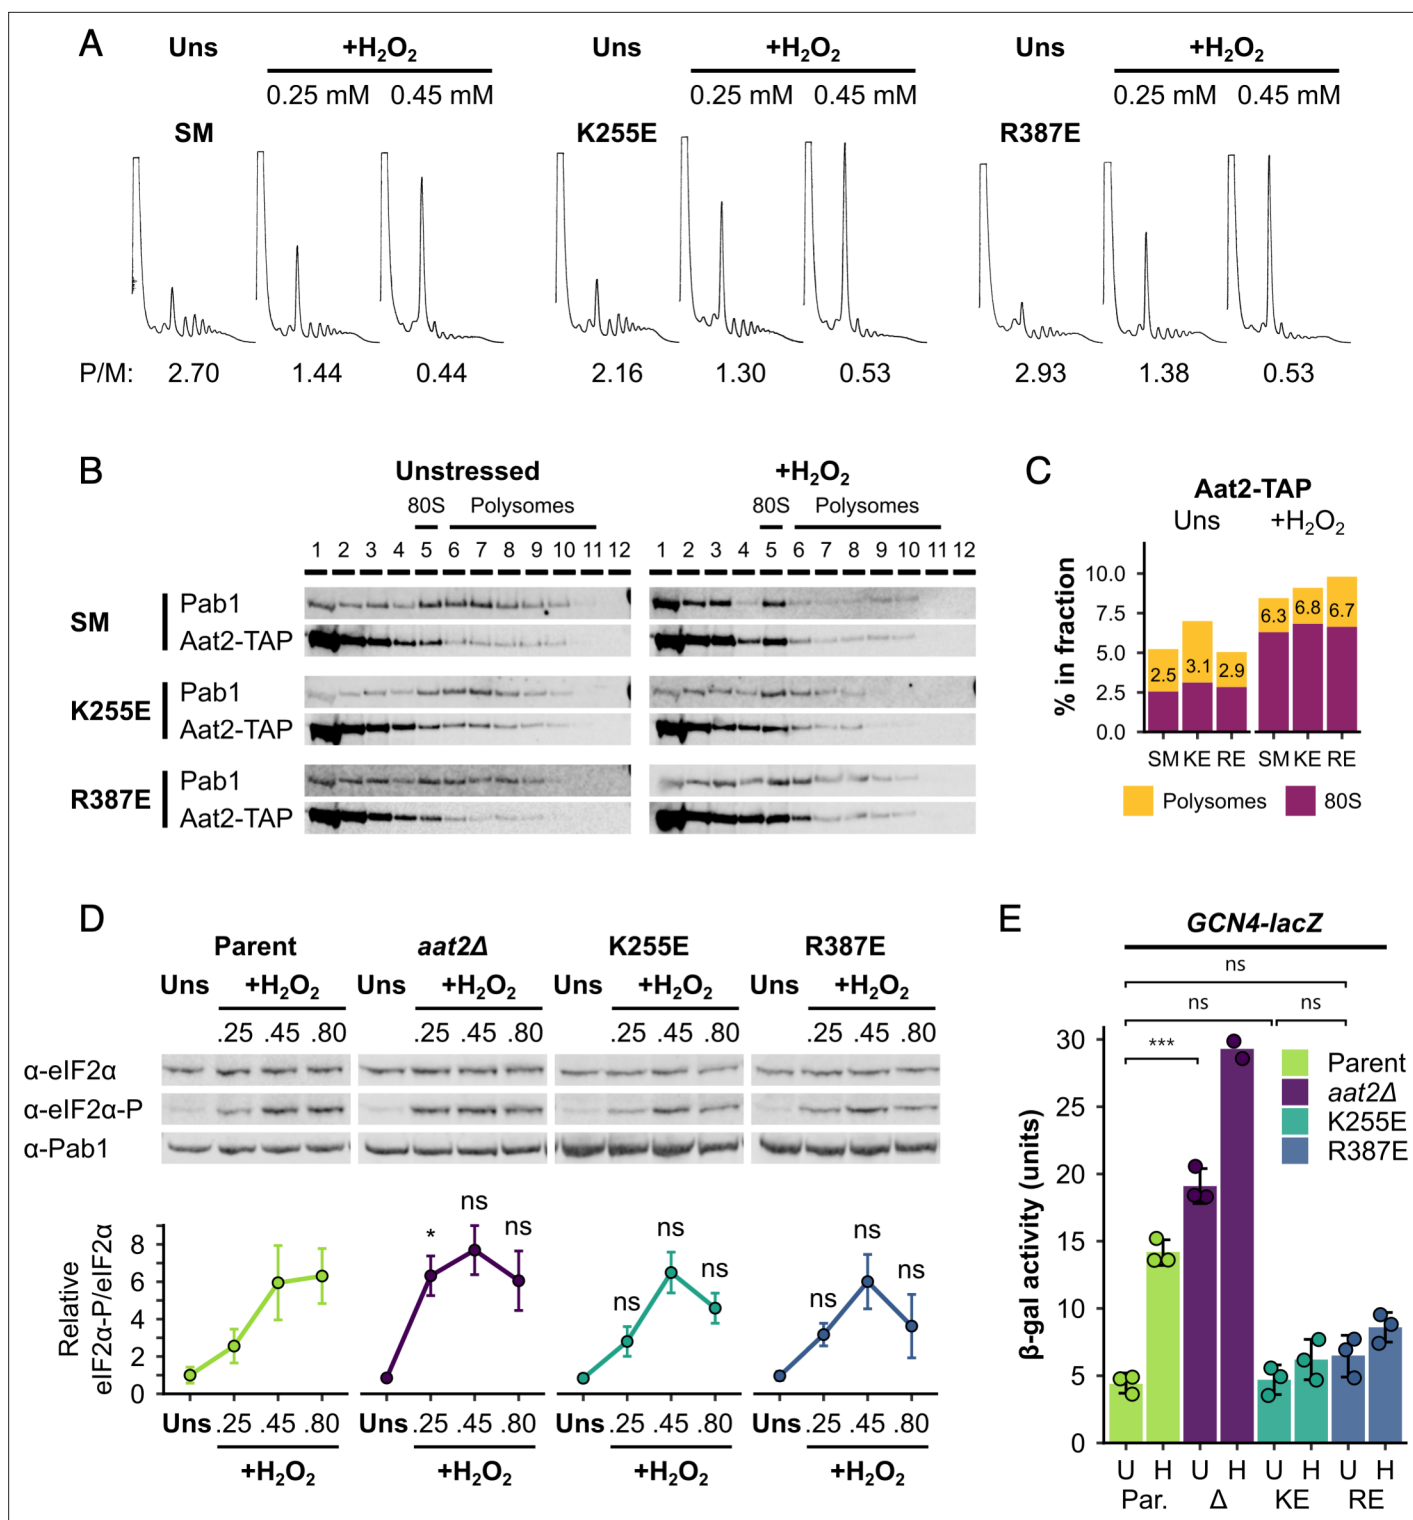 A
Uns +H2O2 Uns +H2O2 Uns +H2O2
0.25 mM 0.45 mM 0.25 mM 0.45 mM 0.25 mM 0.45 mM
SM K255E R387E
P/M: 2.70 1.44 0.44 2.16 1.30 0.53 2.93 1.38 0.53
B
Unstressed +H2O2
80S Polysomes 80S Polysomes
1 2 3 4 5 6 7 8 9 10 11 12 1 2 3 4 5 6 7 8 9 10 11 12
SM
Pab1
Aat2-TAP
K255E
Pab1
Aat2-TAP
R387E
Pab1
Aat2-TAP
C
Aat2-TAP
Uns +H2O2
% in fraction
10.0
7.5
5.0
2.5
0.0
2.5 3.1 2.9 6.3 6.8 6.7
SM KE RE SM KE RE
Polysomes 80S
D
Parent aat2Δ K255E R387E
Uns +H2O2 Uns +H2O2 Uns +H2O2 Uns +H2O2
.25 .45 .80 .25 .45 .80 .25 .45 .80 .25 .45 .80
α-eIF2α
α-eIF2α-P
α-Pab1
Relative
eIF2α-P/eIF2α
8
6
4
2
0
* ns ns ns ns ns ns ns ns
Uns .25 .45 .80 Uns .25 .45 .80 Uns .25 .45 .80 Uns .25 .45 .80
+H2O2 +H2O2 +H2O2 +H2O2
E
GCN4-lacZ
ns
ns ns
***
β-gal activity (units)
30
25
20
15
10
5
0
Parent
aat2Δ
K255E
R387E
U H U H U H U H
Par. Δ KE RE